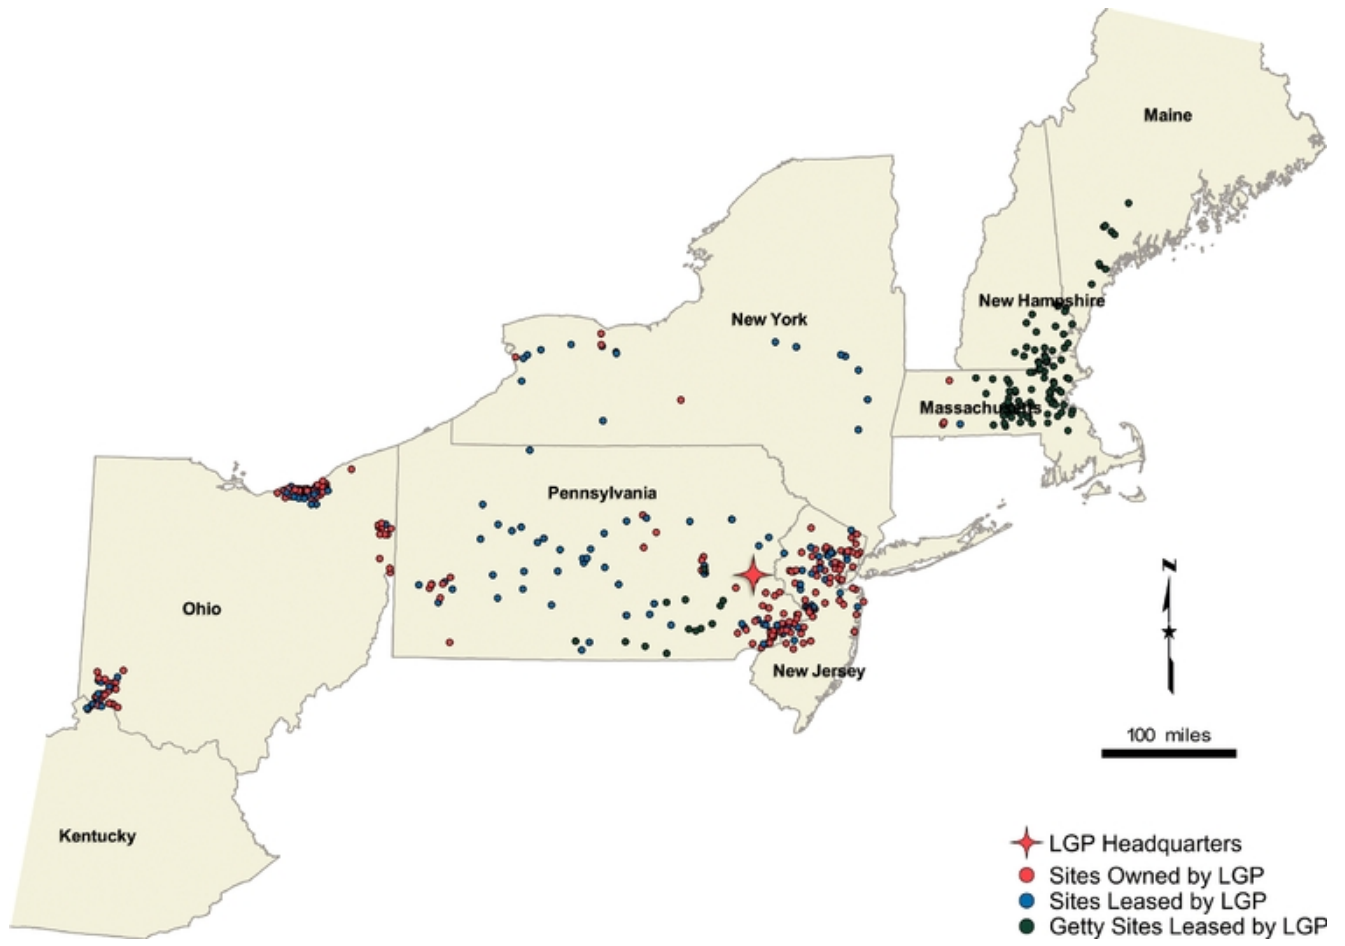 Maine
New Hampshire
New York
Massachusetts
Pennsylvania
Ohio
New Jersey
Kentucky
N
100 miles
LGP Headquarters
Sites Owned by LGP
Sites Leased by LGP
Getty Sites Leased by LGP